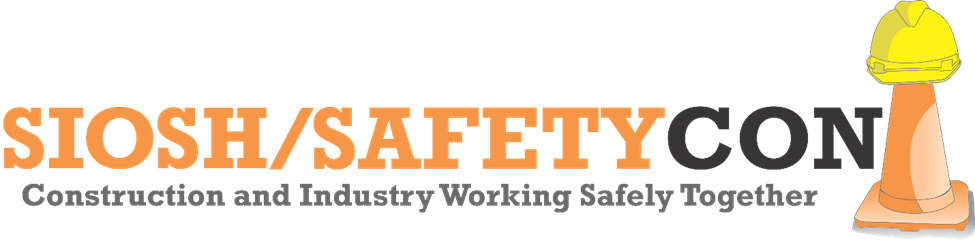 SIOSH/SAFETYCON
Construction and Industry Working Safely Together